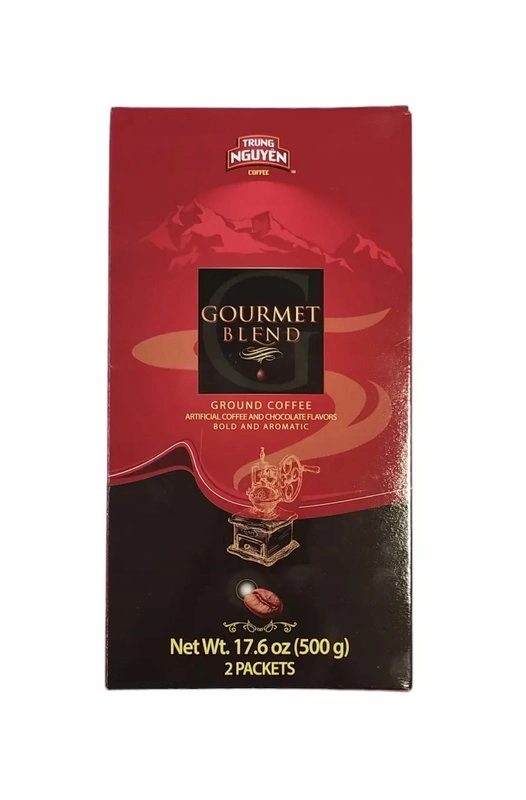 TRUNG
NGUYÊN
COFFEE
TM
GOURMET
BLEND
GROUND COFFEE
ARTIFICIAL COFFEE AND CHOCOLATE FLAVORS
BOLD AND AROMATIC
Net Wt. 17.6 oz (500 g)
2 PACKETS